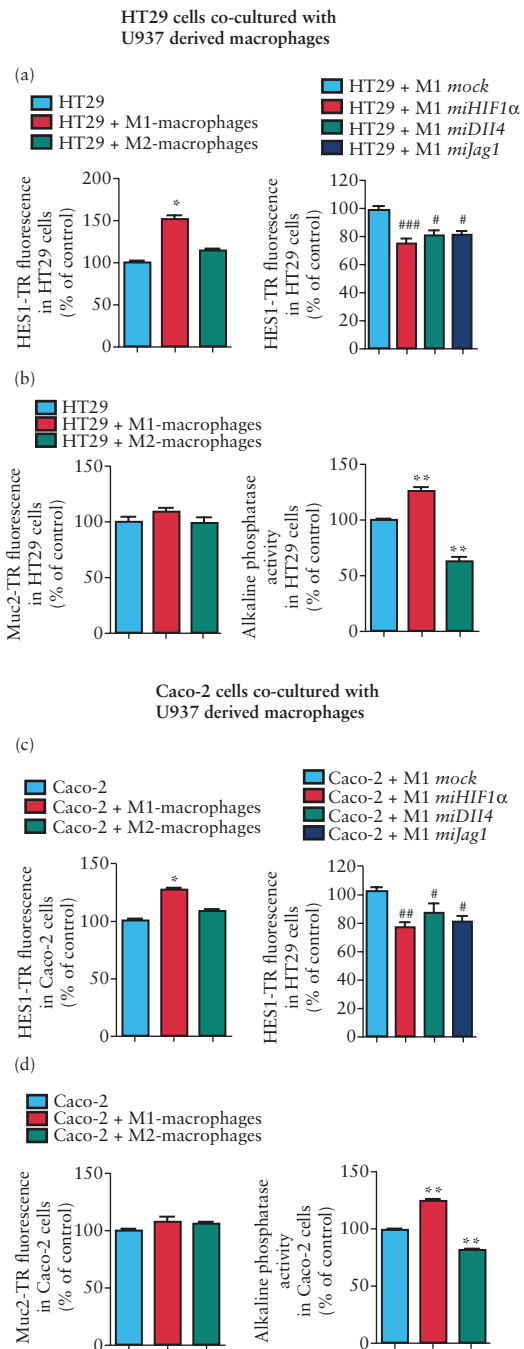 HT29 cells co-cultured with
U937 derived macrophages
(a)
HT29
HT29 + M1-macrophages
HT29 + M2-macrophages
HT29 + M1 mock
HT29 + M1 miHIF1α
HT29 + M1 miDII4
HT29 + M1 miJag1
HES1-TR fluorescence
in HT29 cells
(% of control)
200
150
100
50
0
*
HES1-TR fluorescence
in HT29 cells
(% of control)
120
100
80
60
40
20
0
###
#
#
(b)
HT29
HT29 + M1-macrophages
HT29 + M2-macrophages
Muc2-TR fluorescence
in HT29 cells
(% of control)
150
100
50
0
Alkaline phosphatase
activity
in HT29 cells
(% of control)
150
100
50
0
**
**
Caco-2 cells co-cultured with
U937 derived macrophages
(c)
Caco-2
Caco-2 + M1-macrophages
Caco-2 + M2-macrophages
Caco-2 + M1 mock
Caco-2 + M1 miHIF1α
Caco-2 + M1 miDII4
Caco-2 + M1 miJag1
HES1-TR fluorescence
in Caco-2 cells
(% of control)
150
100
50
0
*
HES1-TR fluorescence
in HT29 cells
(% of control)
120
100
80
60
40
20
0
##
#
#
(d)
Caco-2
Caco-2 + M1-macrophages
Caco-2 + M2-macrophages
Muc2-TR fluorescence
in Caco-2 cells
(% of control)
150
100
50
0
Alkaline phosphatase
activity
in Caco-2 cells
(% of control)
150
100
50
0
**
**